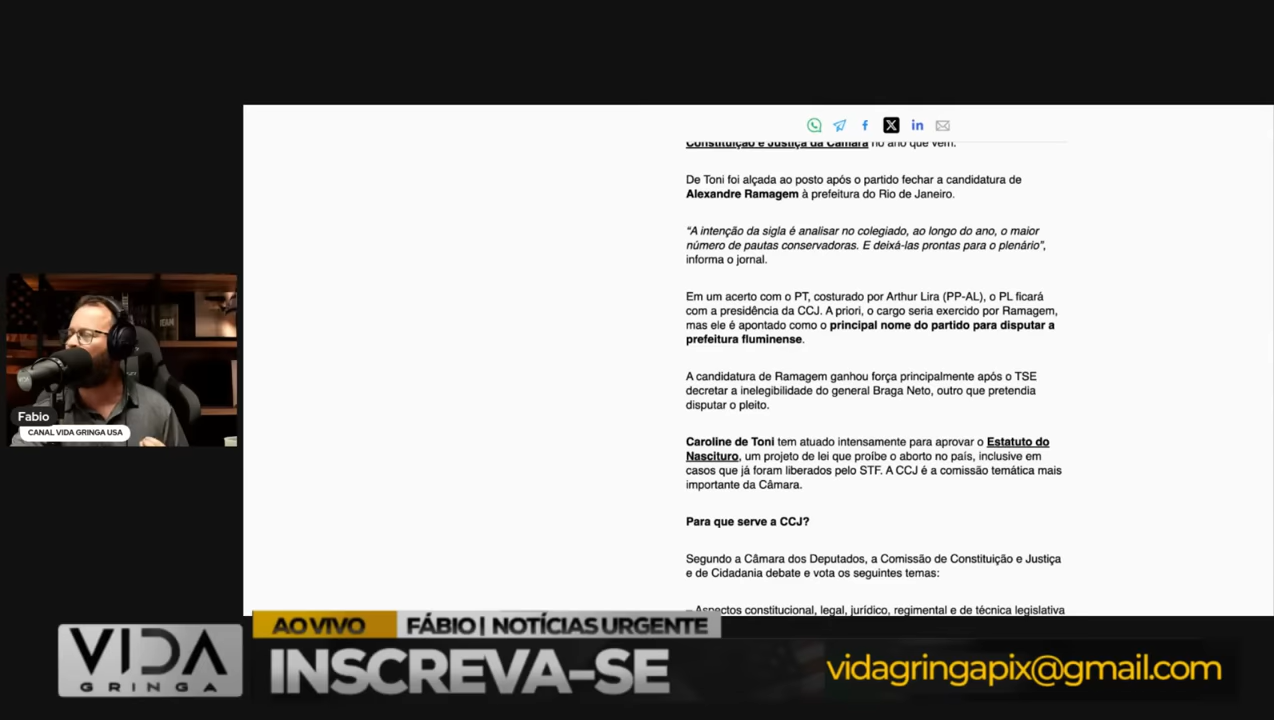 Constituição e Justiça da Câmara no ano que vem.
De Toni foi alçada ao posto após o partido fechar a candidatura de
Alexandre Ramagem à prefeitura do Rio de Janeiro.
“A intenção da sigla é analisar no colegiado, ao longo do ano, o maior
número de pautas conservadoras. E deixá-las prontas para o plenário”,
informa o jornal.
Em um acerto com o PT, costurado por Arthur Lira (PP-AL), o PL ficará
com a presidência da CCJ. A priori, o cargo seria exercido por Ramagem,
mas ele é apontado como o principal nome do partido para disputar a
prefeitura fluminense.
A candidatura de Ramagem ganhou força principalmente após o TSE
decretar a inelegibilidade do general Braga Neto, outro que pretendia
disputar o pleito.
Caroline de Toni tem atuado intensamente para aprovar o Estatuto do
Nascituro, um projeto de lei que proíbe o aborto no país, inclusive em
casos que já foram liberados pelo STF. A CCJ é a comissão temática mais
importante da Câmara.
Para que serve a CCJ?
Segundo a Câmara dos Deputados, a Comissão de Constituição e Justiça
e de Cidadania debate e vota os seguintes temas:
– Aspectos constitucional, legal, jurídico, regimental e de técnica legislativa
Fabio
CANAL VIDA GRINGA USA
AO VIVO
FÁBIO | NOTÍCIAS URGENTE
VIDA
GRINGA
INSCREVA-SE
vidagringapix@gmail.com